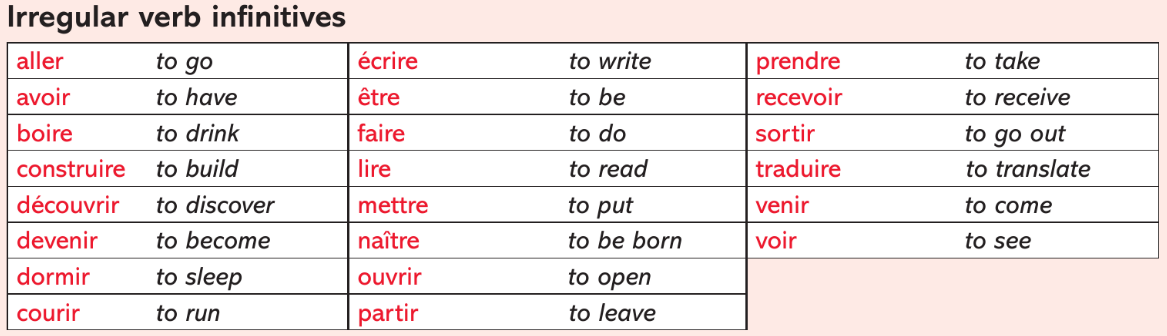 Irregular verb infinitives
aller to go écrire to write prendre to take
avoir to have être to be recevoir to receive
boire to drink faire to do sortir to go out
construire to build lire to read traduire to translate
découvrir to discover mettre to put venir to come
devenir to become naître to be born voir to see
dormir to sleep ouvrir to open
courir to run partir to leave